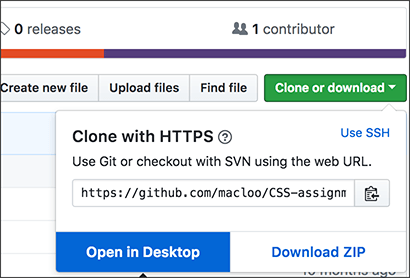 0 releases
1 contributor
Create new file
Upload files
Find file
Clone or download
Clone with HTTPS ?
Use SSH
Use Git or checkout with SVN using the web URL.
https://github.com/macloo/CSS-assignm
Open in Desktop
Download ZIP
10 months ago